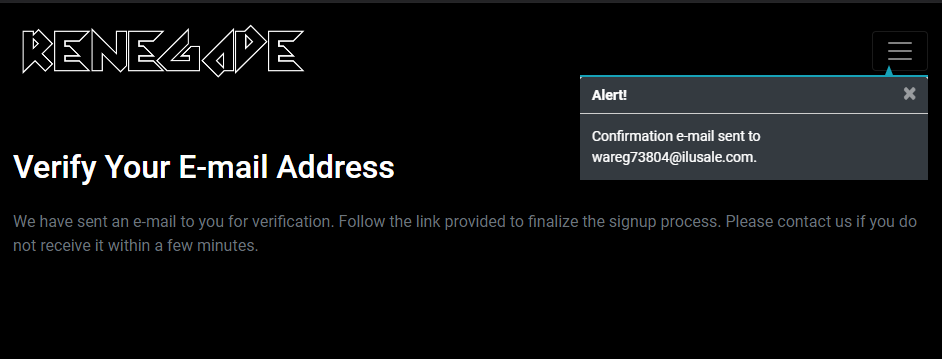 RENEGADE
Alert!
Confirmation e-mail sent to
wareg73804@ilusale.com.
Verify Your E-mail Address
We have sent an e-mail to you for verification. Follow the link provided to finalize the signup process. Please contact us if you do
not receive it within a few minutes.